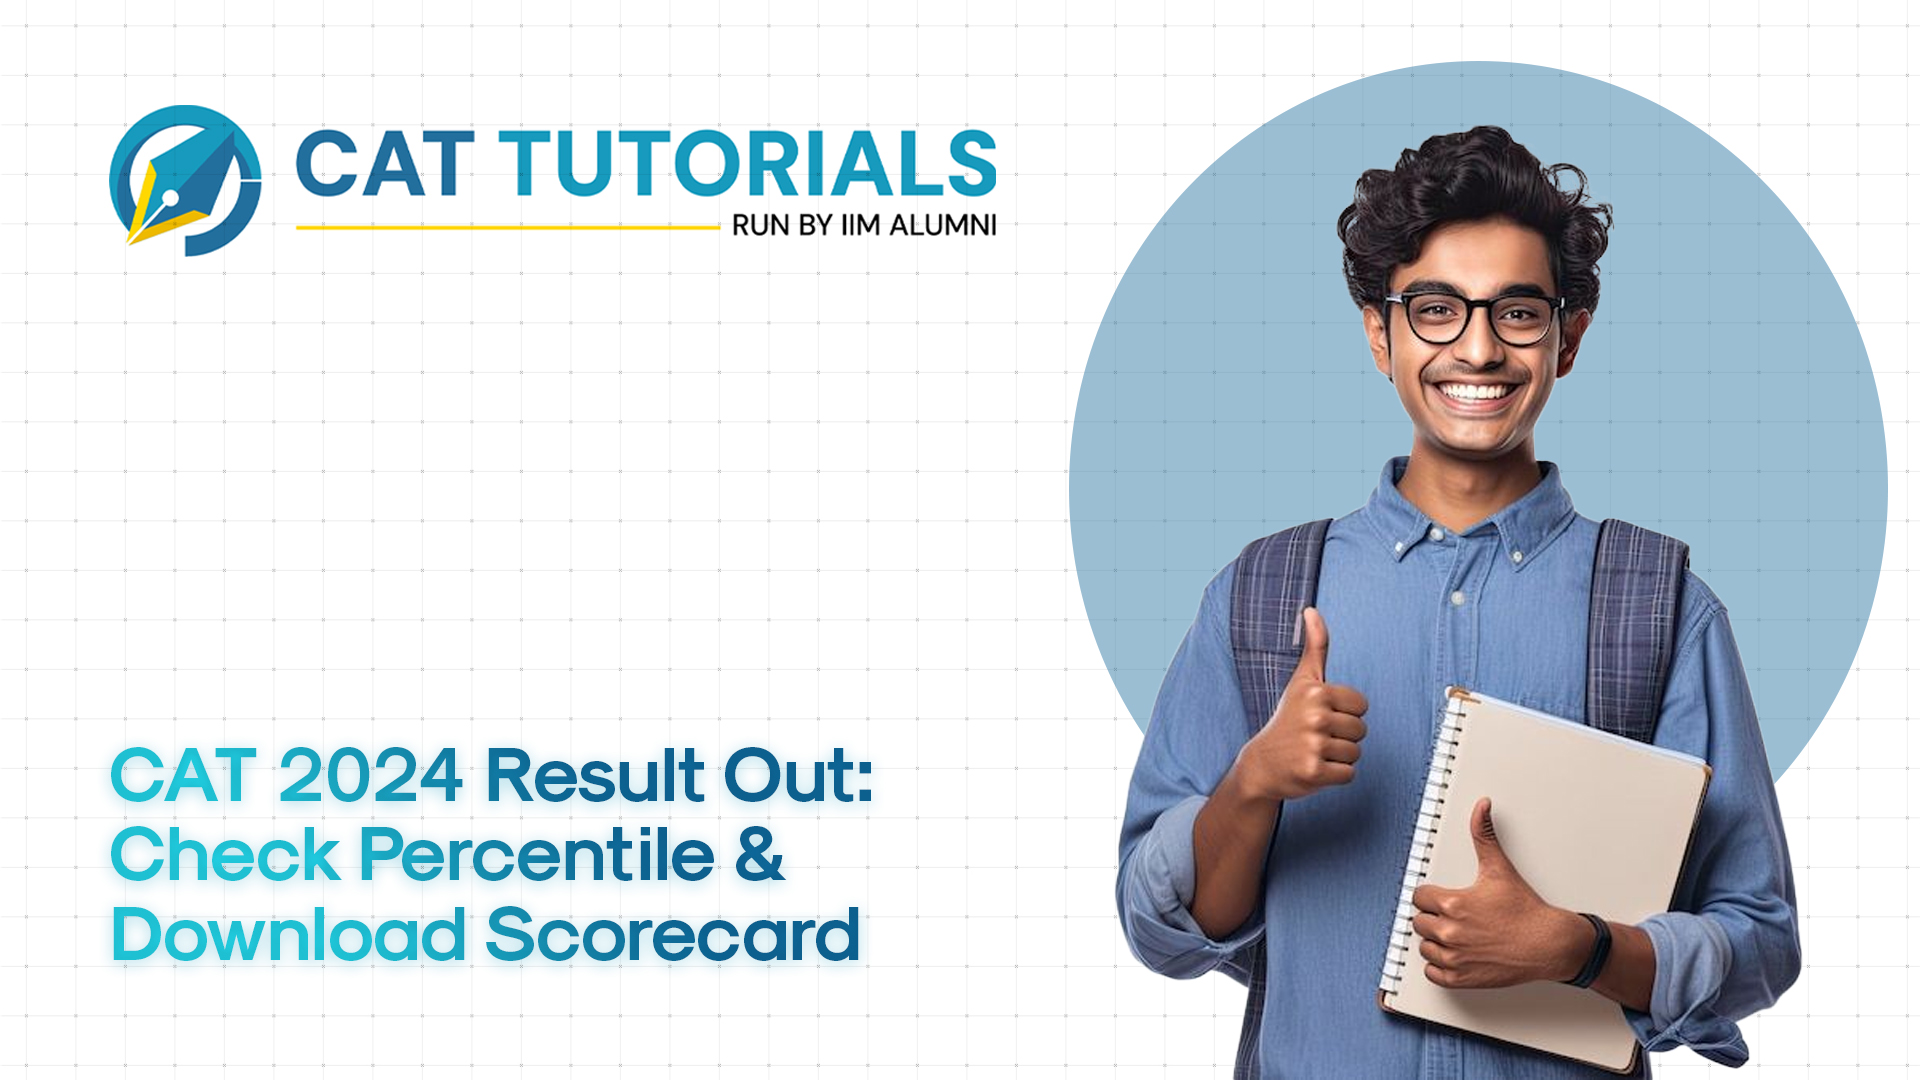 CAT TUTORIALS
RUN BY IIM ALUMNI
CAT 2024 Result Out:
Check Percentile &
Download Scorecard